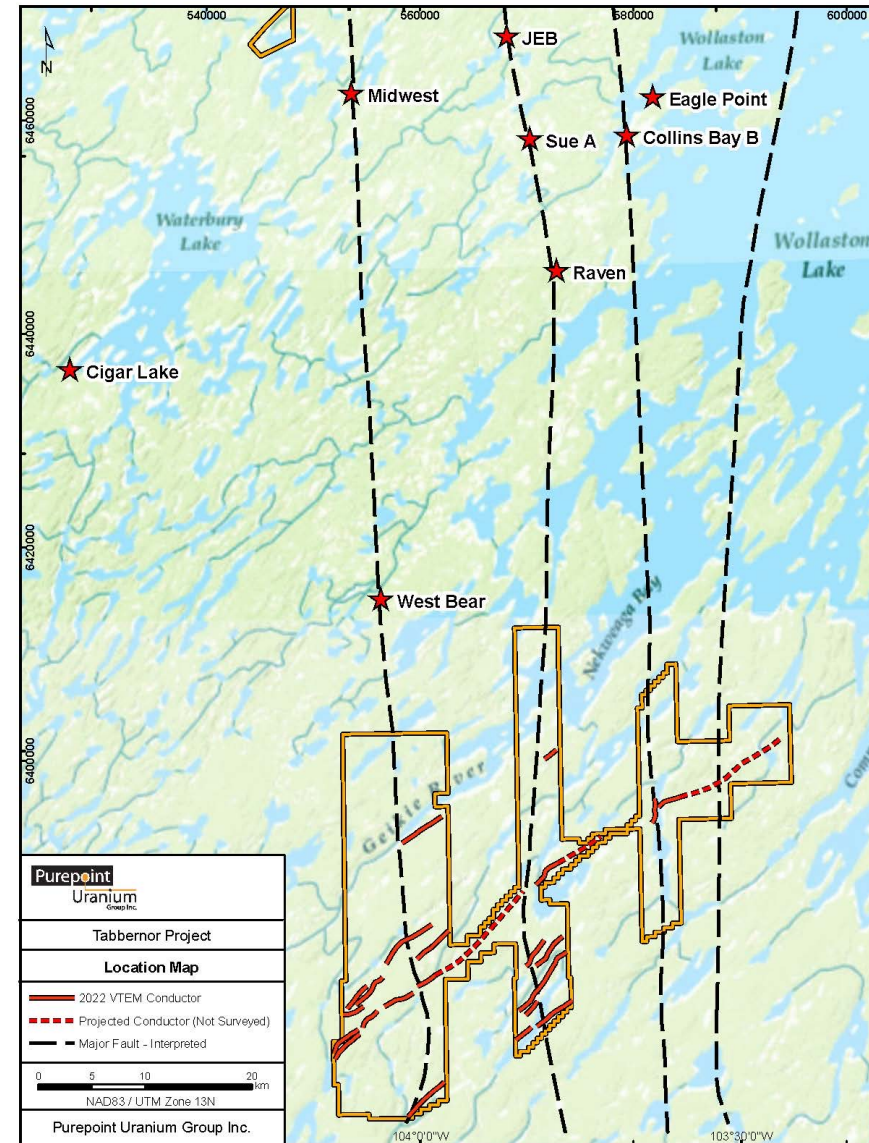 540000
560000
580000
600000
N
JEB
Wollaston
Lake
Midwest
Eagle Point
6460000
Sue A
Collins Bay B
Waterbury
Lake
Wollaston
Lake
Raven
6440000
Cigar Lake
6420000
West Bear
Nekweaga Bay
6400000
Geikie River
Purepoint
Uranium
Group Inc.
Tabbernor Project
Location Map
2022 VTEM Conductor
Projected Conductor (Not Surveyed)
Major Fault - Interpreted
0 5 10 20
km
NAD83 / UTM Zone 13N
Purepoint Uranium Group Inc.
104°0'0"W
103°30'0"W